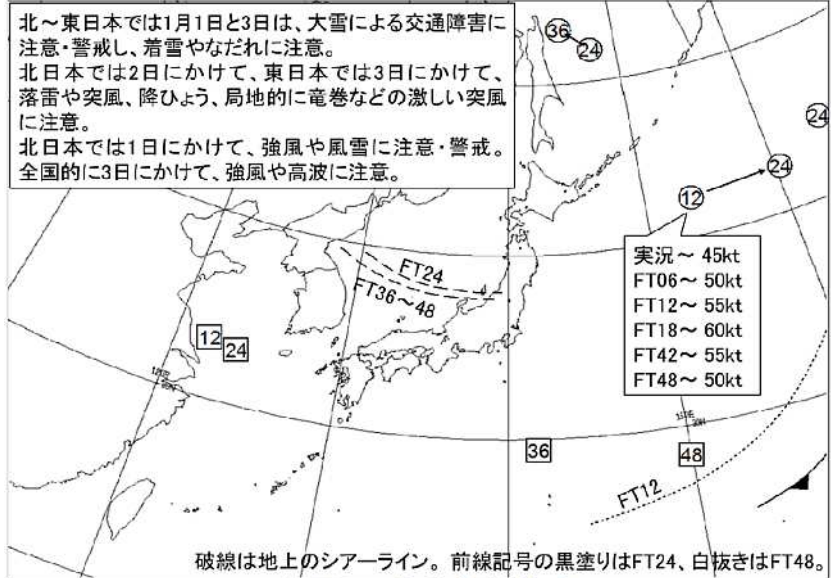 北～東日本では1月1日と3日は、大雪による交通障害に
注意・警戒し、着雪やなだれに注意。
北日本では2日にかけて、東日本では3日にかけて、
落雷や突風、降ひょう、局地的に竜巻などの激しい突風
に注意。
北日本では1日にかけて、強風や風雪に注意・警戒。
全国的に3日にかけて、強風や高波に注意。
36
24
24
24
12
実況～ 45kt
FT06～ 50kt
FT12～ 55kt
FT18～ 60kt
FT42～ 55kt
FT48～ 50kt
FT24
FT36～48
12
24
36
48
FT12
破線は地上のシアーライン。前線記号の黒塗りはFT24、白抜きはFT48。